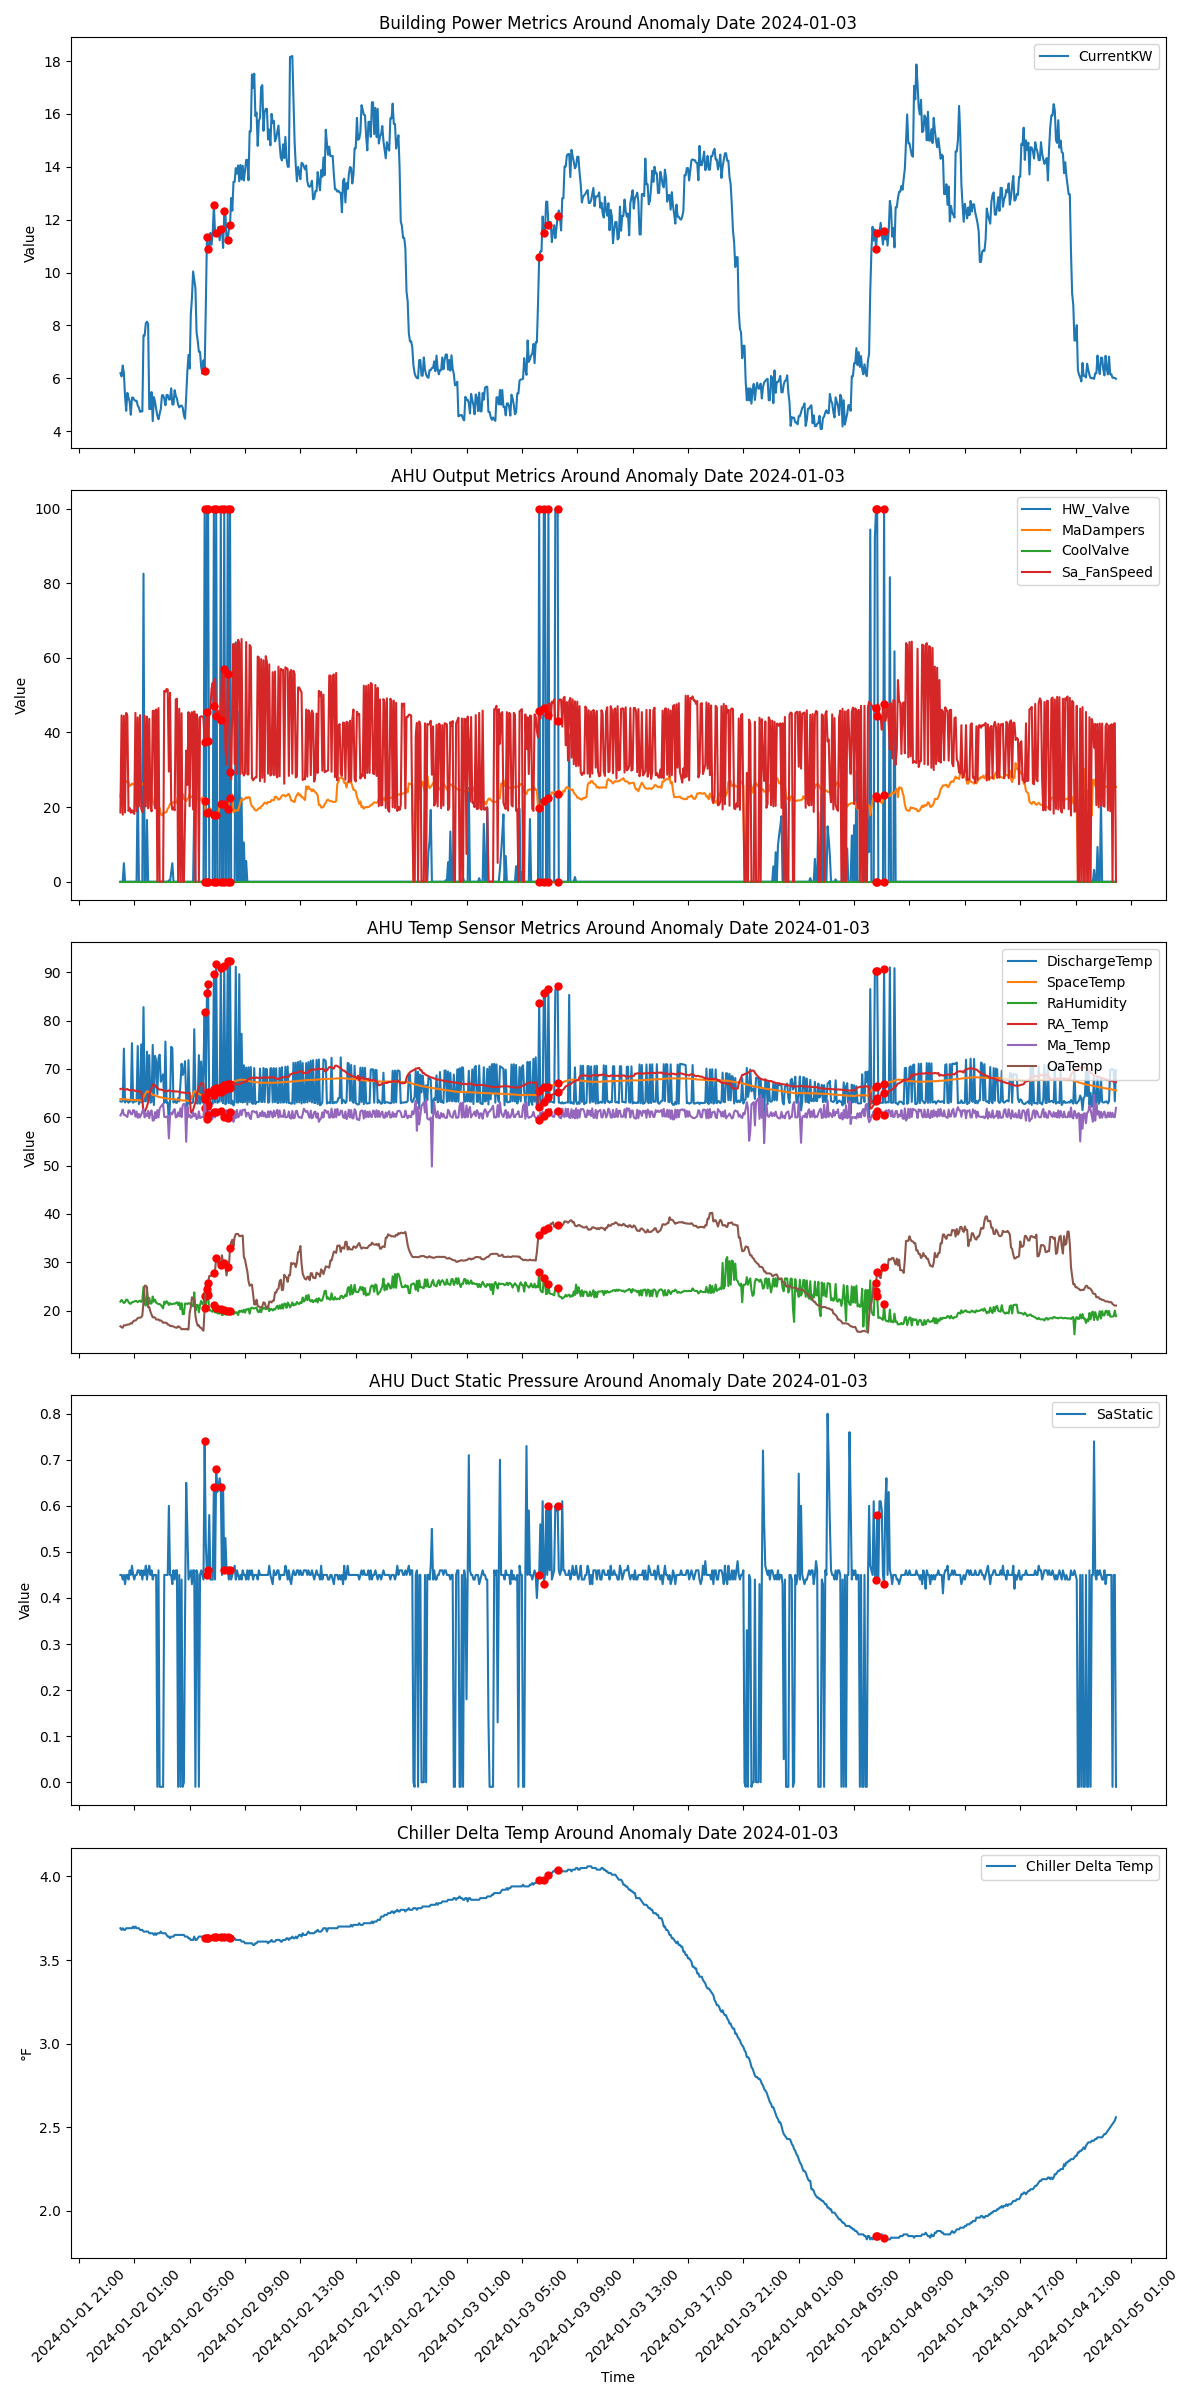 Building Power Metrics Around Anomaly Date 2024-01-03
CurrentKW
18
16
14
12
10
8
6
4
Value
AHU Output Metrics Around Anomaly Date 2024-01-03
HW_Valve
MaDampers
CoolValve
Sa_FanSpeed
100
80
60
40
20
0
Value
AHU Temp Sensor Metrics Around Anomaly Date 2024-01-03
DischargeTemp
SpaceTemp
RaHumidity
RA_Temp
Ma_Temp
OaTemp
90
80
70
60
50
40
30
20
Value
AHU Duct Static Pressure Around Anomaly Date 2024-01-03
SaStatic
0.8
0.7
0.6
0.5
0.4
0.3
0.2
0.1
0.0
Value
Chiller Delta Temp Around Anomaly Date 2024-01-03
Chiller Delta Temp
4.0
3.5
3.0
2.5
2.0
°F
2024-01-01 21:00
2024-01-02 01:00
2024-01-02 05:00
2024-01-02 09:00
2024-01-02 13:00
2024-01-02 17:00
2024-01-02 21:00
2024-01-03 01:00
2024-01-03 05:00
2024-01-03 09:00
2024-01-03 13:00
2024-01-03 17:00
2024-01-03 21:00
2024-01-04 01:00
2024-01-04 05:00
2024-01-04 09:00
2024-01-04 13:00
2024-01-04 17:00
2024-01-04 21:00
2024-01-05 01:00
Time